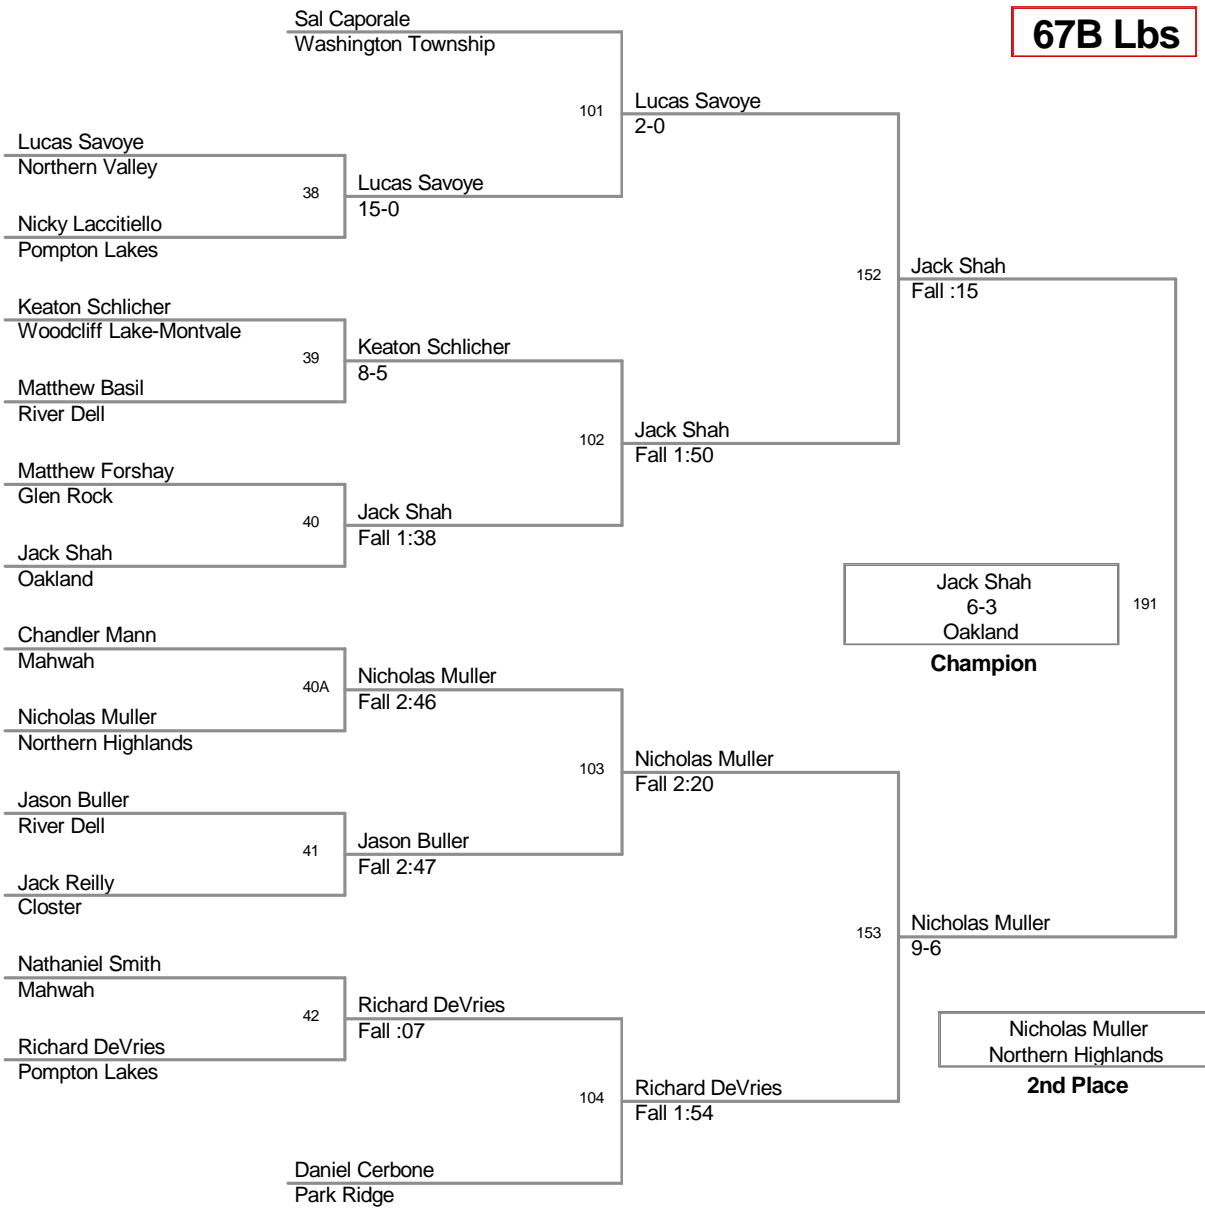 Sal Caporale
Washington Township
67B Lbs
101
Lucas Savoye
2-0
Lucas Savoye
Northern Valley
38
Lucas Savoye
15-0
Nicky Laccitiello
Pompton Lakes
152
Jack Shah
Fall :15
Keaton Schlicher
Woodcliff Lake-Montvale
39
Keaton Schlicher
8-5
Matthew Basil
River Dell
102
Jack Shah
Fall 1:50
Matthew Forshay
Glen Rock
40
Jack Shah
Fall 1:38
Jack Shah
Oakland
Jack Shah
6-3
Oakland
Champion
191
Chandler Mann
Mahwah
40A
Nicholas Muller
Fall 2:46
Nicholas Muller
Northern Highlands
103
Nicholas Muller
Fall 2:20
Jason Buller
River Dell
41
Jason Buller
Fall 2:47
Jack Reilly
Closter
153
Nicholas Muller
9-6
Nathaniel Smith
Mahwah
42
Richard DeVries
Fall :07
Richard DeVries
Pompton Lakes
Nicholas Muller
Northern Highlands
2nd Place
104
Richard DeVries
Fall 1:54
Daniel Cerbone
Park Ridge